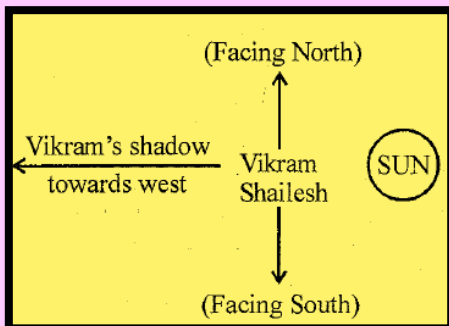 (Facing North)
Vikram's shadow
towards west
Vikram
Shailesh
SUN
(Facing South)